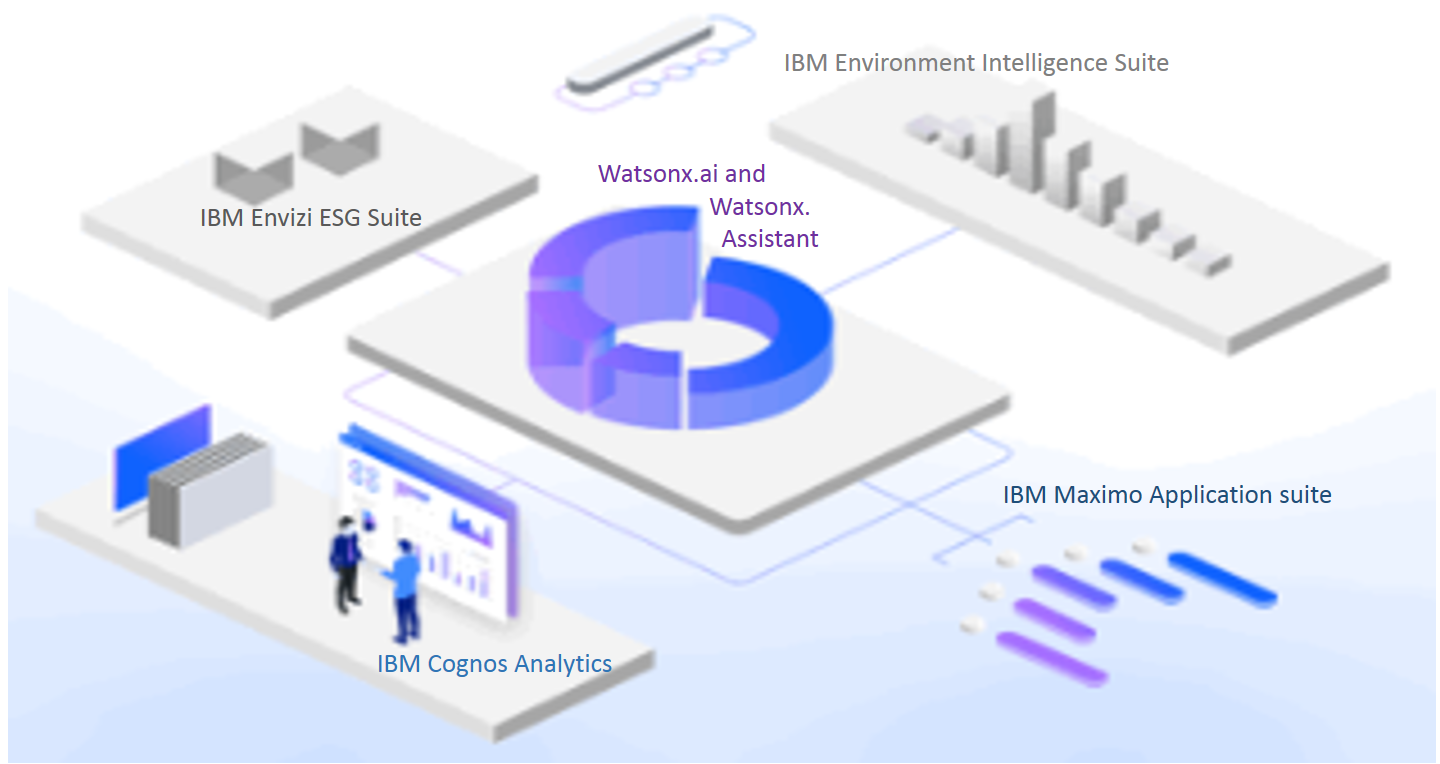 IBM Environment Intelligence Suite
Watsonx.ai and
Watsonx.
Assistant
IBM Envizi ESG Suite
IBM Maximo Application suite
IBM Cognos Analytics